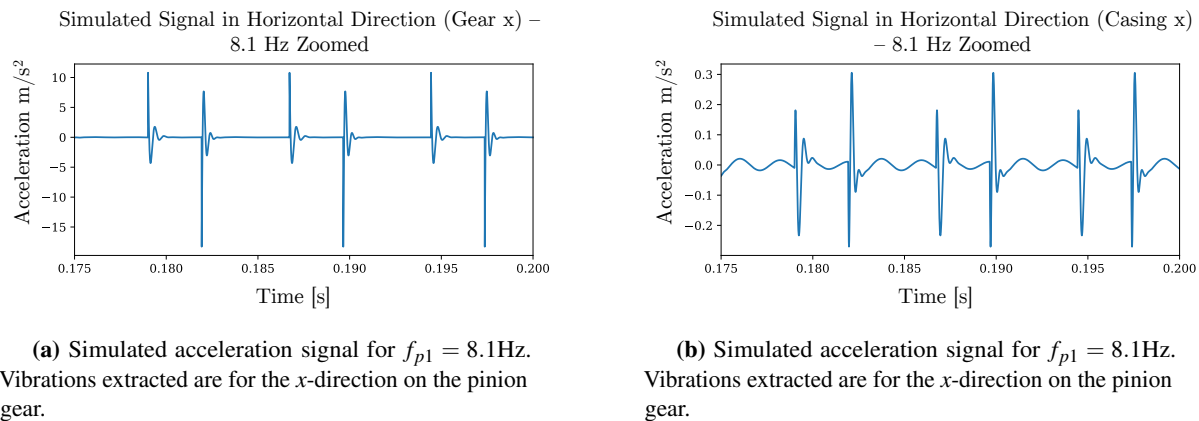 Simulated Signal in Horizontal Direction (Gear x) –
8.1 Hz Zoomed
Acceleration m/s²
10
5
0
−5
−10
−15
0.175
0.180
0.185
0.190
0.195
0.200
Time [s]
(a) Simulated acceleration signal for f_{p1} = 8.1Hz.
Vibrations extracted are for the x-direction on the pinion
gear.
Simulated Signal in Horizontal Direction (Casing x)
– 8.1 Hz Zoomed
Acceleration m/s²
0.3
0.2
0.1
0.0
−0.1
−0.2
0.175
0.180
0.185
0.190
0.195
0.200
Time [s]
(b) Simulated acceleration signal for f_{p1} = 8.1Hz.
Vibrations extracted are for the x-direction on the pinion
gear.